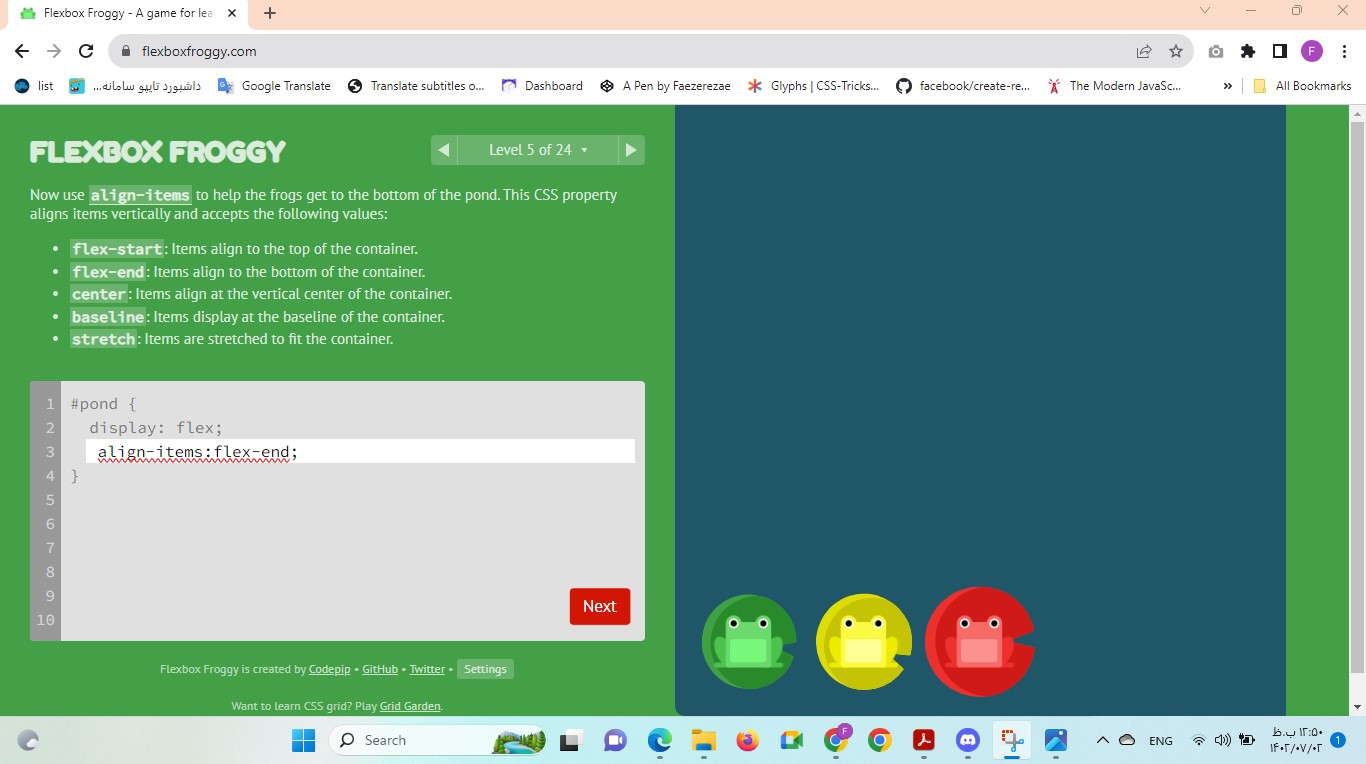 Flexbox Froggy - A game for lea
flexboxfroggy.com
F
list
داشبورد تاپیو سامانه...
Google Translate
Translate subtitles o...
Dashboard
A Pen by Faezerezae
Glyphs | CSS-Tricks...
facebook/create-re...
The Modern JavaSc...
»
All Bookmarks
FLEXBOX FROGGY
Level 5 of 24
Now use align-items to help the frogs get to the bottom of the pond. This CSS property
aligns items vertically and accepts the following values:
• flex-start: Items align to the top of the container.
• flex-end: Items align to the bottom of the container.
• center: Items align at the vertical center of the container.
• baseline: Items display at the baseline of the container.
• stretch: Items are stretched to fit the container.
1 #pond {
2 display: flex;
3 align-items:flex-end;
4 }
5
6
7
8
9
10
Next
Flexbox Froggy is created by Codepip • GitHub • Twitter • Settings
Want to learn CSS grid? Play Grid Garden.
Search
F
ENG
۱۲:۵۰ ب.ظ
۱۴۰۲/۰۷/۰۲
1